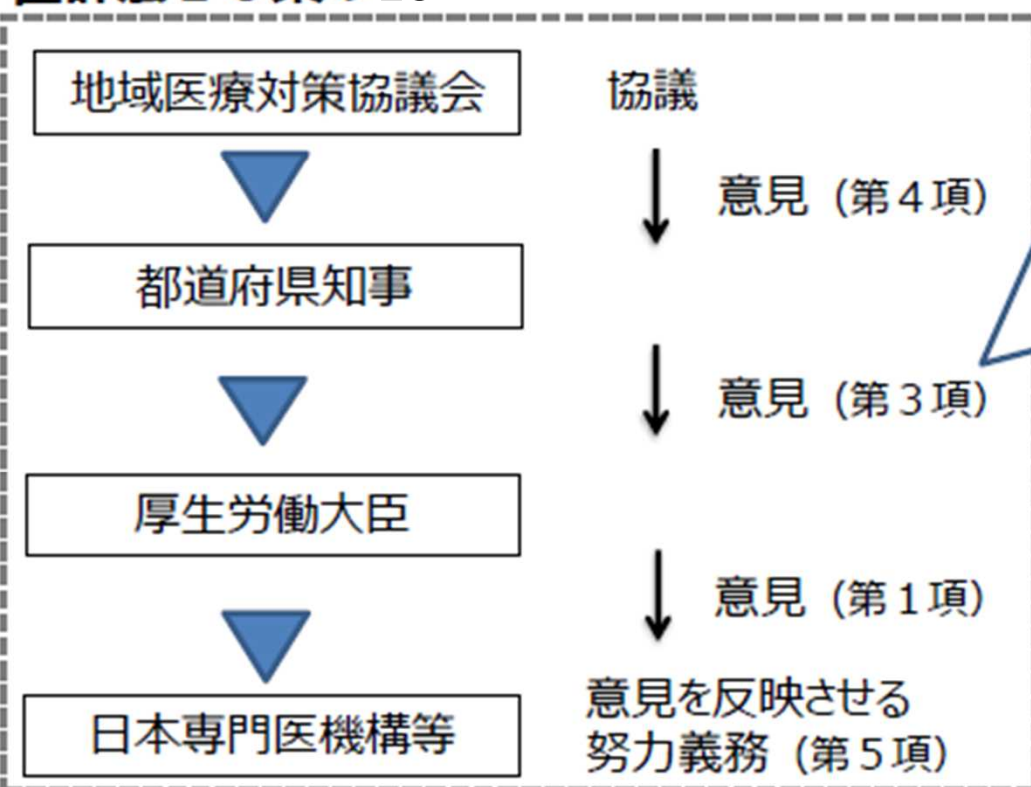 地域医療対策協議会 協議
意見 (第４項)
都道府県知事
意見 (第３項)
厚生労働大臣
意見 (第１項)
意見を反映させる
日本専門医機構等
努力義務 (第５項)